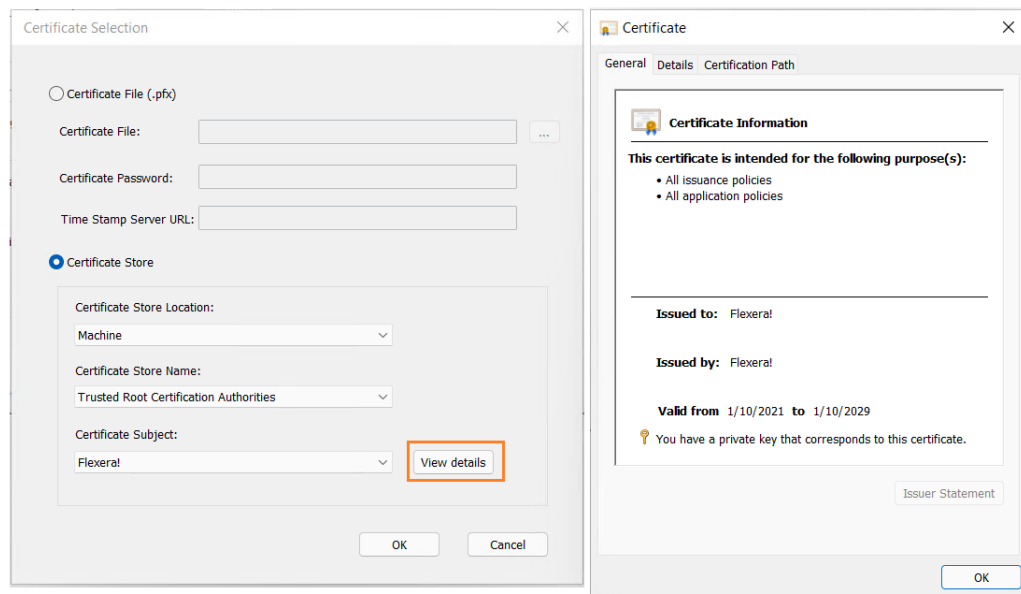 Certificate Selection
Certificate File (.pfx)
Certificate File:
...
Certificate Password:
Time Stamp Server URL:
Certificate Store
Certificate Store Location:
Machine
Certificate Store Name:
Trusted Root Certification Authorities
Certificate Subject:
Flexera!
View details
OK
Cancel
Certificate
General
Details
Certification Path
Certificate Information
This certificate is intended for the following purpose(s):
• All issuance policies
• All application policies
Issued to: Flexera!
Issued by: Flexera!
Valid from 1/10/2021 to 1/10/2029
You have a private key that corresponds to this certificate.
Issuer Statement
OK